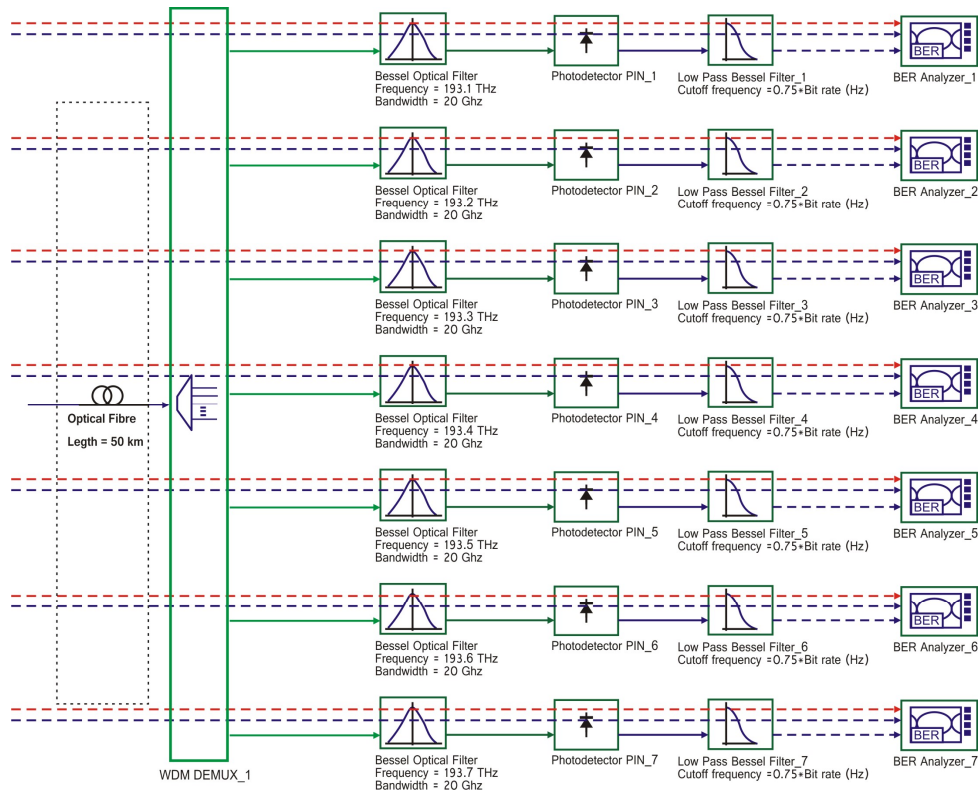 BER
Bessel Optical Filter
Frequency = 193.1 THz
Bandwidth = 20 Ghz
Photodetector PIN_1
Low Pass Bessel Filter_1
Cutoff frequency =0.75*Bit rate (Hz)
BER Analyzer_1
BER
Bessel Optical Filter
Frequency = 193.2 THz
Bandwidth = 20 Ghz
Photodetector PIN_2
Low Pass Bessel Filter_2
Cutoff frequency =0.75*Bit rate (Hz)
BER Analyzer_2
BER
Bessel Optical Filter
Frequency = 193.3 THz
Bandwidth = 20 Ghz
Photodetector PIN_3
Low Pass Bessel Filter_3
Cutoff frequency =0.75*Bit rate (Hz)
BER Analyzer_3
Optical Fibre
Legth = 50 km
BER
Bessel Optical Filter
Frequency = 193.4 THz
Bandwidth = 20 Ghz
Photodetector PIN_4
Low Pass Bessel Filter_4
Cutoff frequency =0.75*Bit rate (Hz)
BER Analyzer_4
BER
Bessel Optical Filter
Frequency = 193.5 THz
Bandwidth = 20 Ghz
Photodetector PIN_5
Low Pass Bessel Filter_5
Cutoff frequency =0.75*Bit rate (Hz)
BER Analyzer_5
BER
Bessel Optical Filter
Frequency = 193.6 THz
Bandwidth = 20 Ghz
Photodetector PIN_6
Low Pass Bessel Filter_6
Cutoff frequency =0.75*Bit rate (Hz)
BER Analyzer_6
BER
Bessel Optical Filter
Frequency = 193.7 THz
Bandwidth = 20 Ghz
Photodetector PIN_7
Low Pass Bessel Filter_7
Cutoff frequency =0.75*Bit rate (Hz)
BER Analyzer_7
WDM DEMUX_1